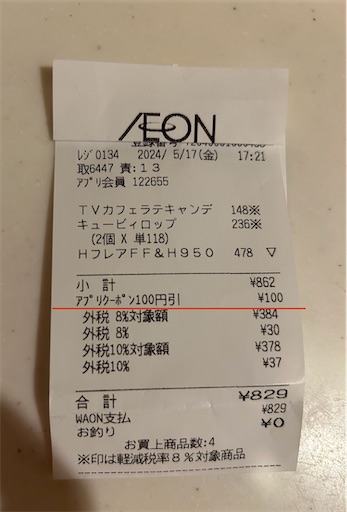 ÆON
レジ0134 2024/ 5/17(金) 17:21
取6447 責:13
アプリ会員 122655
TVカフェラテキャンデ 148※
キュービィロップ 236※
(2個 X 単118)
HフレアFF&H950 478 ▽
小 計 ¥862
アプリクーポン100円引 ¥100
外税 8%対象額 ¥384
外税 8% ¥30
外税10%対象額 ¥378
外税10% ¥37
合 計 ¥829
WAON支払 ¥829
お釣り ¥0
お買上商品数:4
※印は軽減税率8%対象商品